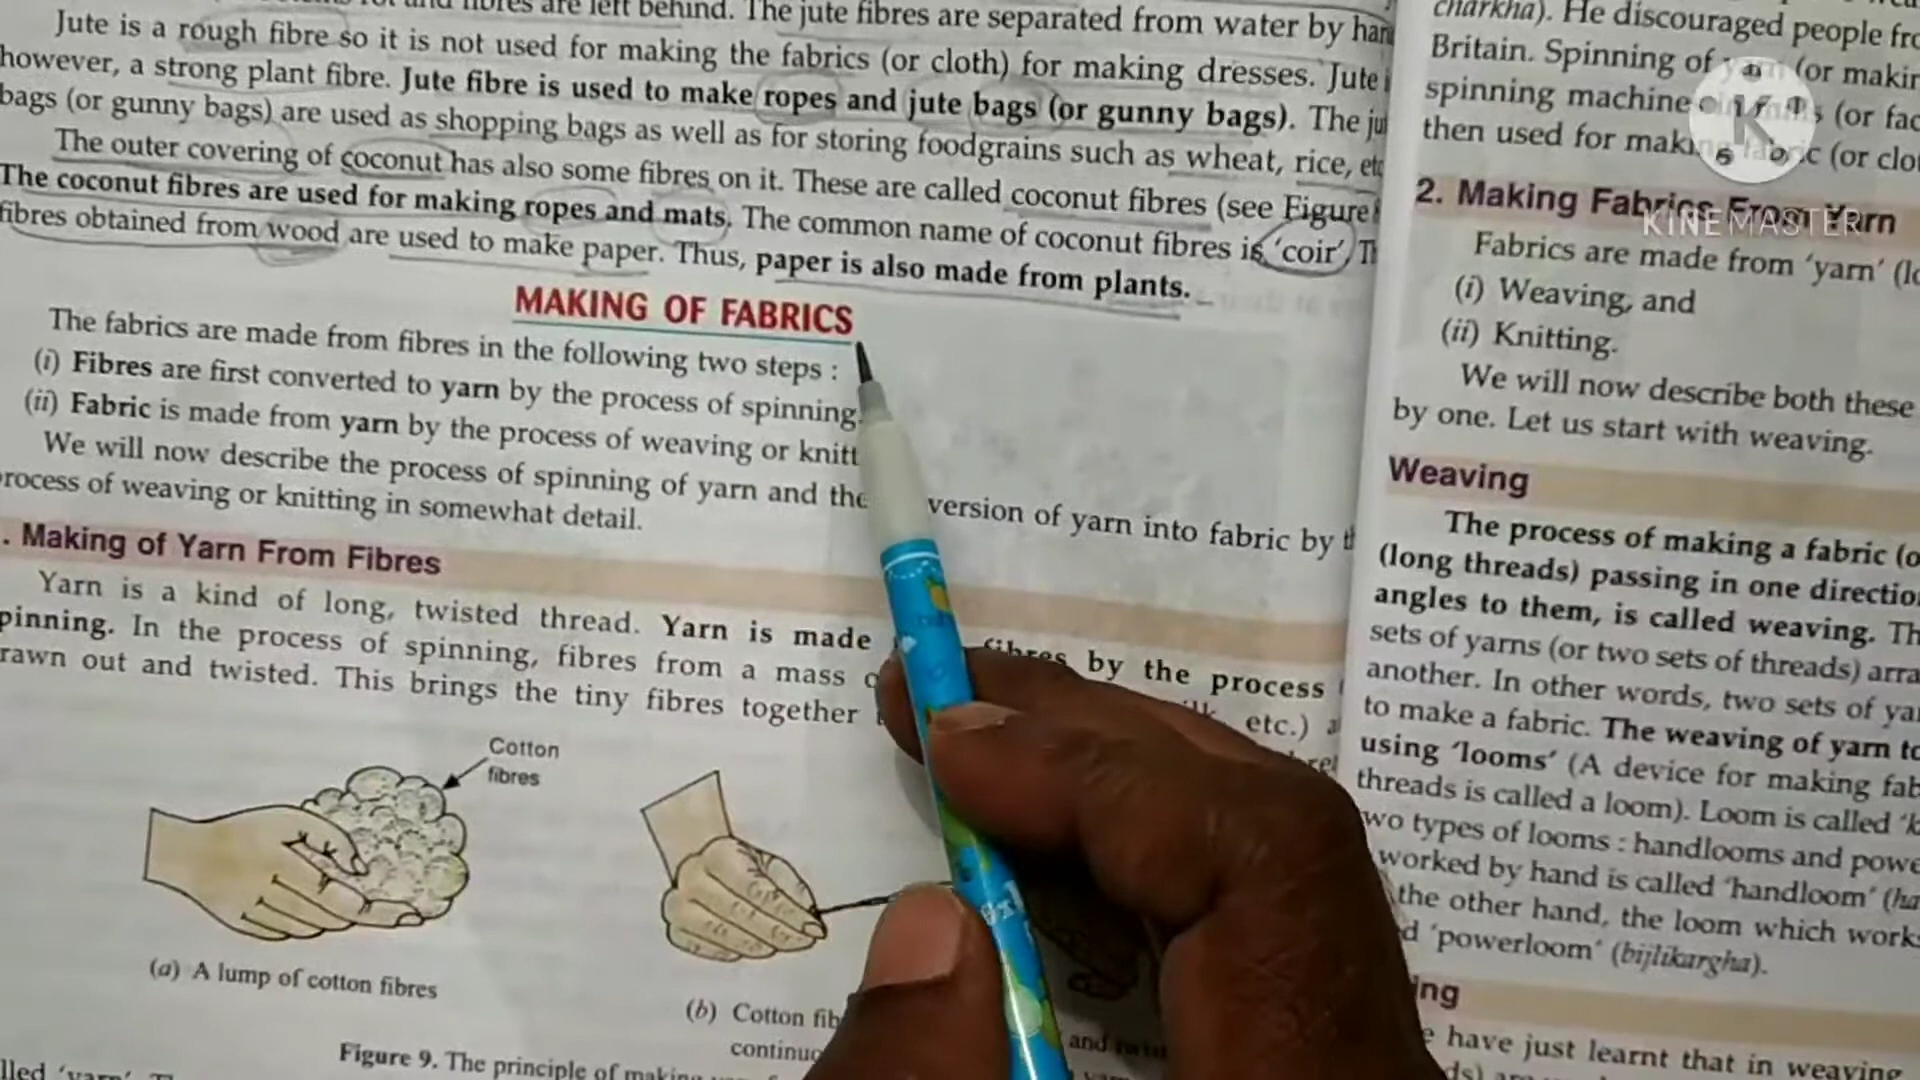 fibres are left behind. The jute fibres are separated from water by
Jute is a rough fibre so it is not used for making the fabrics (or cloth) for making dresses. Jute
however, a strong plant fibre. Jute fibre is used to make ropes and jute bags (or gunny bags). The
bags (or gunny bags) are used as shopping bags as well as for storing foodgrains such as wheat, rice, etc
The outer covering of coconut has also some fibres on it. These are called coconut fibres (see Figure
The coconut fibres are used for making ropes and mats. The common name of coconut fibres is 'coir'.
fibres obtained from wood are used to make paper. Thus, paper is also made from plants.
MAKING OF FABRICS
The fabrics are made from fibres in the following two steps :
(i) Fibres are first converted to yarn by the process of spinning.
(ii) Fabric is made from yarn by the process of weaving or knitt
We will now describe the process of spinning of yarn and the version of yarn into fabric by
rocess of weaving or knitting in somewhat detail.
. Making of Yarn From Fibres
Yarn is a kind of long, twisted thread. Yarn is made fibres by the process
pinning. In the process of spinning, fibres from a mass etc.)
rawn out and twisted. This brings the tiny fibres together
Cotton
fibres
(a) A lump of cotton fibres
(b) Cotton fib
continuo
and
Figure 9. The principle of making
lled 'yarn'.
charkha). He discouraged people fro
Britain. Spinning of yarn (or makin
spinning machine (or fac
then used for making fabric (or clo
2. Making Fabrics From Yarn
Fabrics are made from 'yarn' (lo
(i) Weaving, and
(ii) Knitting.
We will now describe both these
by one. Let us start with weaving.
Weaving
The process of making a fabric (o
(long threads) passing in one directio
angles to them, is called weaving. Th
sets of yarns (or two sets of threads) arra
another. In other words, two sets of yar
to make a fabric. The weaving of yarn to
using 'looms' (A device for making fab
threads is called a loom). Loom is called 'k
wo types of looms : handlooms and powe
worked by hand is called 'handloom' (ha
the other hand, the loom which works
d 'powerloom' (bijlikargha).
ing
e have just learnt that in weaving
ds)
K
KINEMASTER